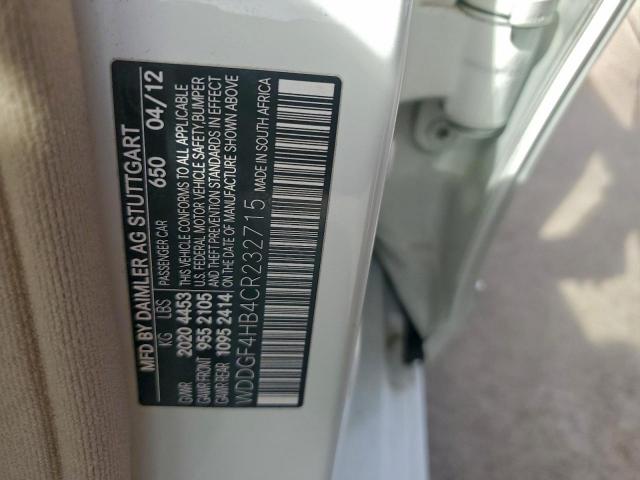 MFD BY DAIMLER AG STUTTGART
PASSENGER CAR 650 04/12
KG LBS
GVWR 2020 4453
GAWR FRONT 955 2105
GAWR REAR 1095 2414
THIS VEHICLE CONFORMS TO ALL APPLICABLE
U.S. FEDERAL MOTOR VEHICLE SAFETY, BUMPER
AND THEFT PREVENTION STANDARDS IN EFFECT
ON THE DATE OF MANUFACTURE SHOWN ABOVE
WDDGF4HB4CR232715
MADE IN SOUTH AFRICA